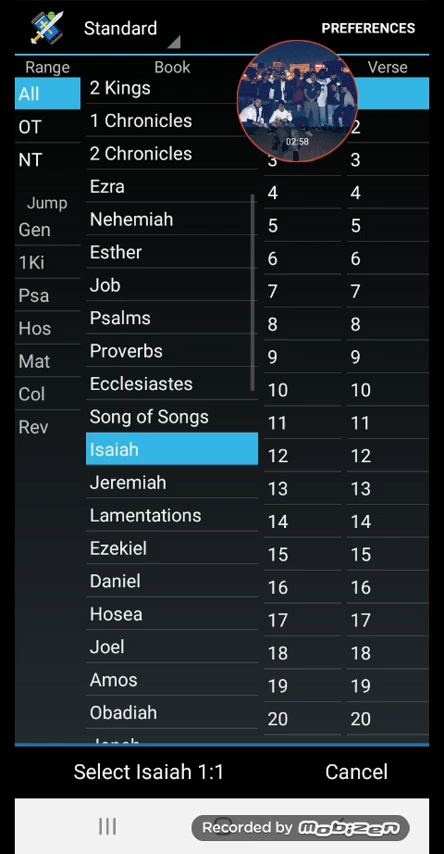 Standard
PREFERENCES
Range Book Verse
All
OT
NT
Jump
Gen
1Ki
Psa
Hos
Mat
Col
Rev
2 Kings
1 Chronicles
2 Chronicles
Ezra
Nehemiah
Esther
Job
Psalms
Proverbs
Ecclesiastes
Song of Songs
Isaiah
Jeremiah
Lamentations
Ezekiel
Daniel
Hosea
Joel
Amos
Obadiah
Jonah
02:58
3
4
5
6
7
8
9
10
11
12
13
14
15
16
17
18
19
20
2
3
4
5
6
7
8
9
10
11
12
13
14
15
16
17
18
19
20
Select Isaiah 1:1
Cancel
Recorded by Mobizen